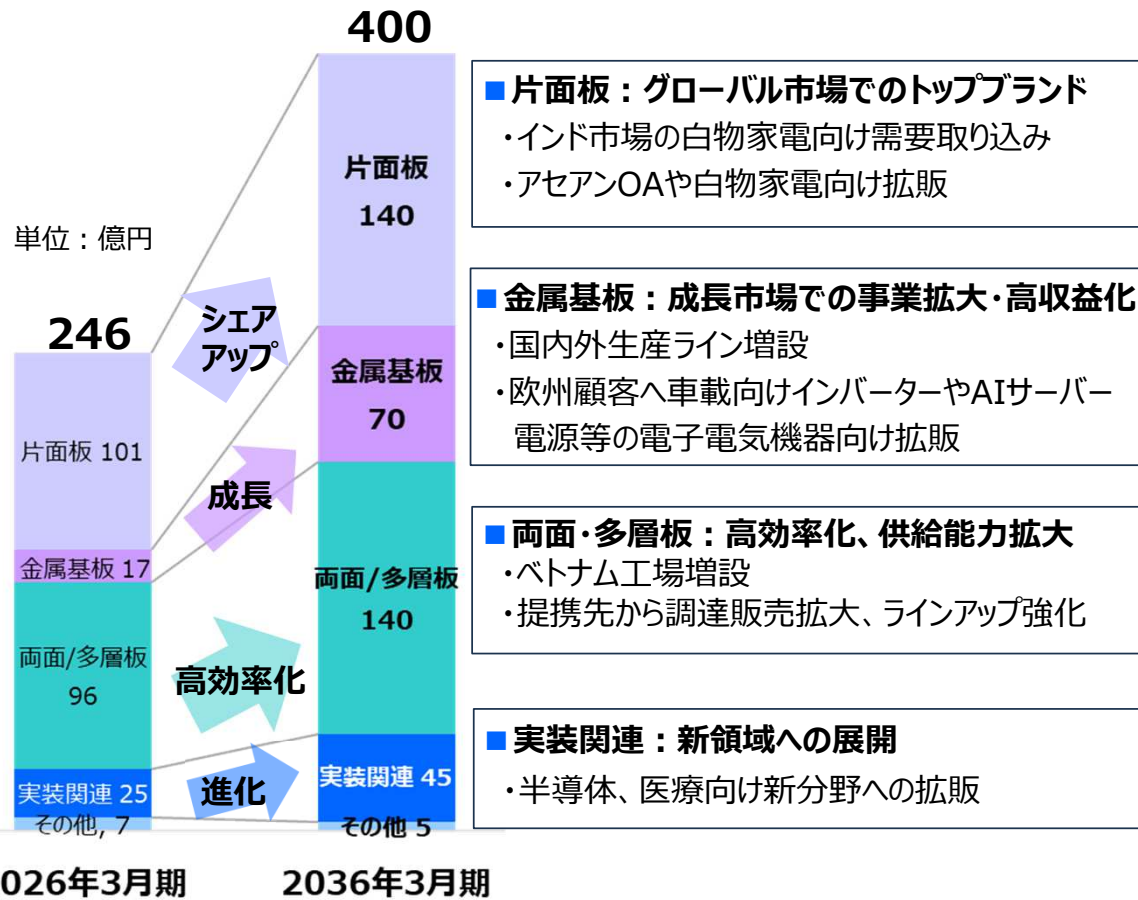 400
片面板
140
単位：億円
246
シェア
アップ
片面板 101
金属基板
70
成長
金属基板 17
両面/多層板
140
両面/多層板
96
高効率化
実装関連 45
進化
実装関連 25
その他, 7
その他 5
026年3月期
2036年3月期
■片面板：グローバル市場でのトップブランド
・インド市場の白物家電向け需要取り込み
・アセアンOAや白物家電向け拡販
■金属基板：成長市場での事業拡大・高収益化
・国内外生産ライン増設
・欧州顧客へ車載向けインバーターやAIサーバー
電源等の電子電気機器向け拡販
■両面・多層板：高効率化、供給能力拡大
・ベトナム工場増設
・提携先から調達販売拡大、ラインアップ強化
■実装関連：新領域への展開
・半導体、医療向け新分野への拡販